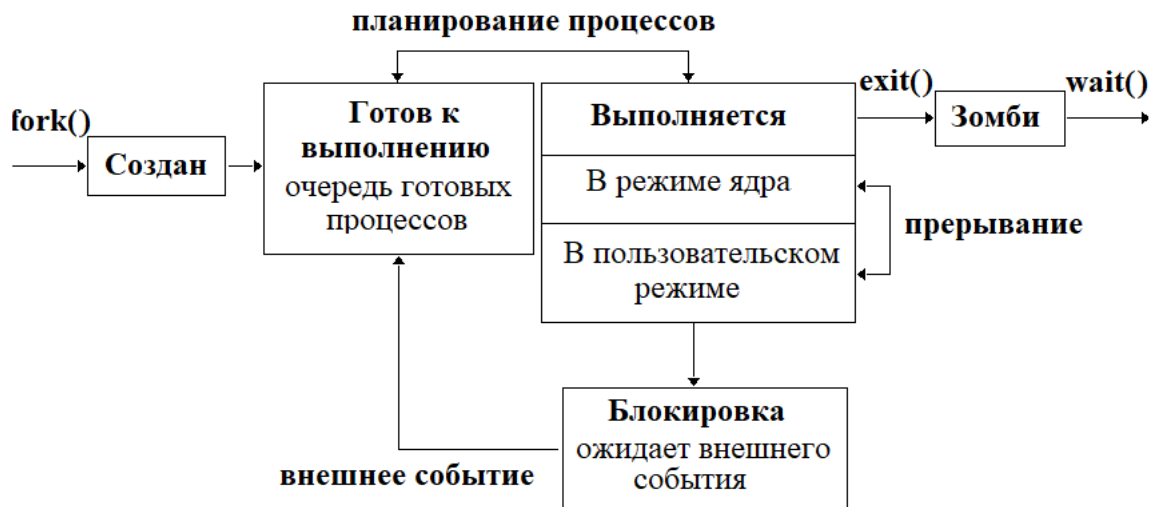 планирование процессов
fork()
Создан
Готов к
выполнению
очередь готовых
процессов
Выполняется
В режиме ядра
В пользовательском
режиме
прерывание
exit()
Зомби
wait()
Блокировка
ожидает внешнего
события
внешнее событие